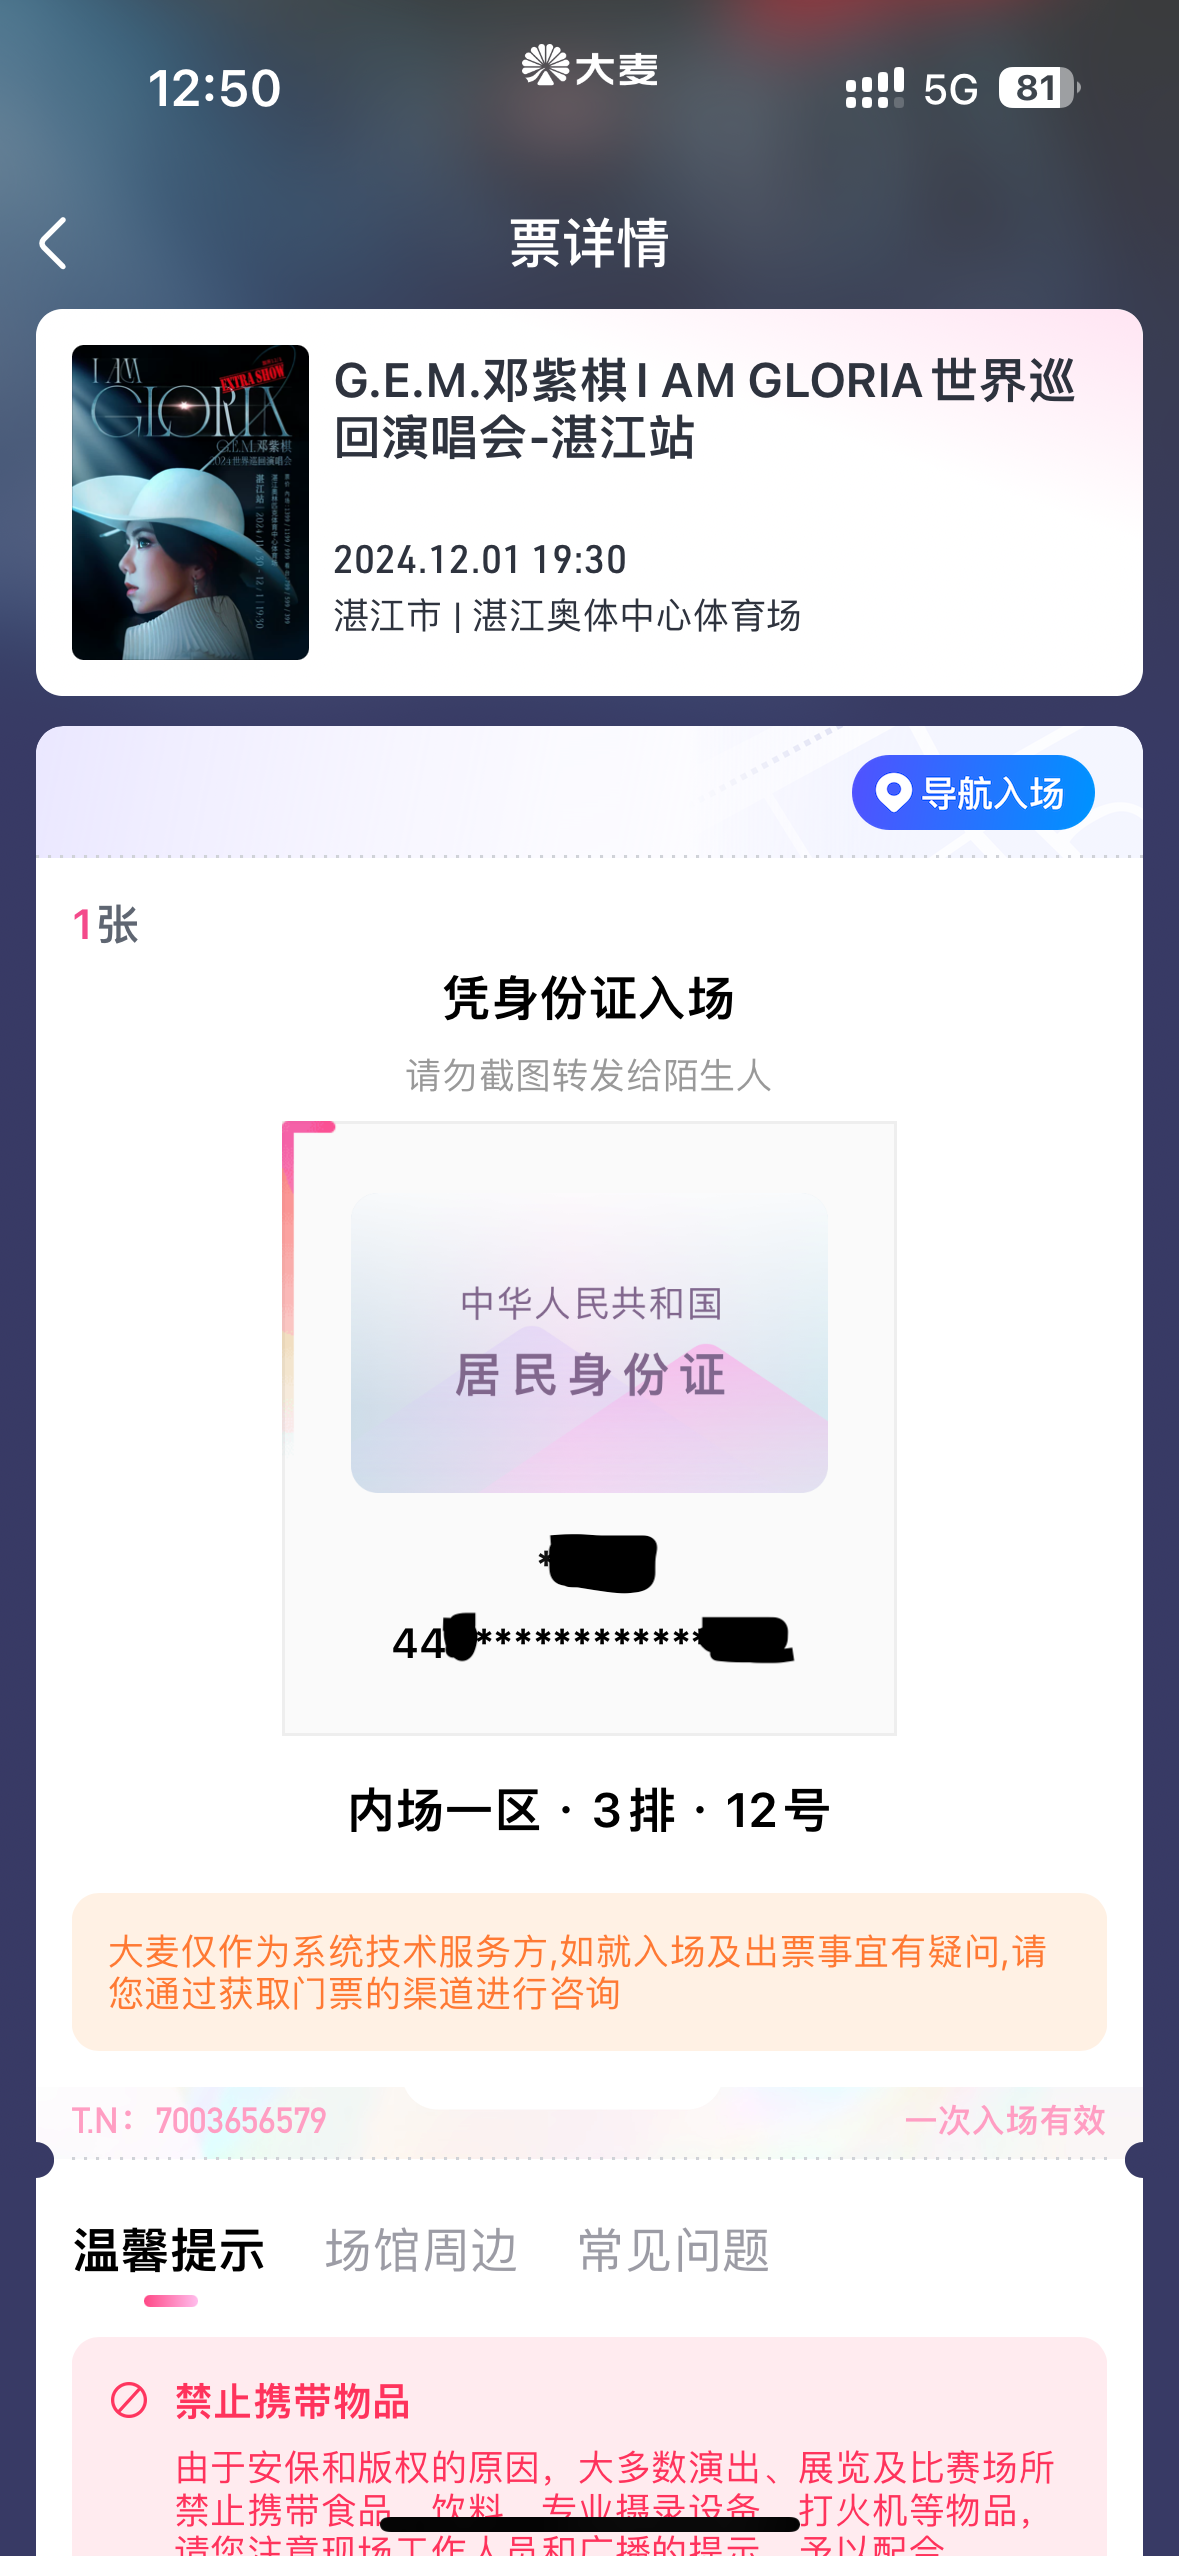 12:50
大麦
5G
81
票详情
I AM
EXTRA SHOW
GLORIA
G.E.M.邓紫棋
2024世界巡回演唱会
G.E.M.邓紫棋 I AM GLORIA 世界巡
回演唱会-湛江站
2024.12.01 19:30
湛江市 | 湛江奥体中心体育场
导航入场
1张
凭身份证入场
请勿截图转发给陌生人
中华人民共和国
居民身份证
*
44************
内场一区 · 3排 · 12号
大麦仅作为系统技术服务方,如就入场及出票事宜有疑问,请
您通过获取门票的渠道进行咨询
T.N： 7003656579
一次入场有效
温馨提示
场馆周边
常见问题
禁止携带物品
由于安保和版权的原因，大多数演出、展览及比赛场所
禁止携带食品、饮料、专业摄录设备、打火机等物品，
请您注意现场工作人员和广播的提示，予以配合